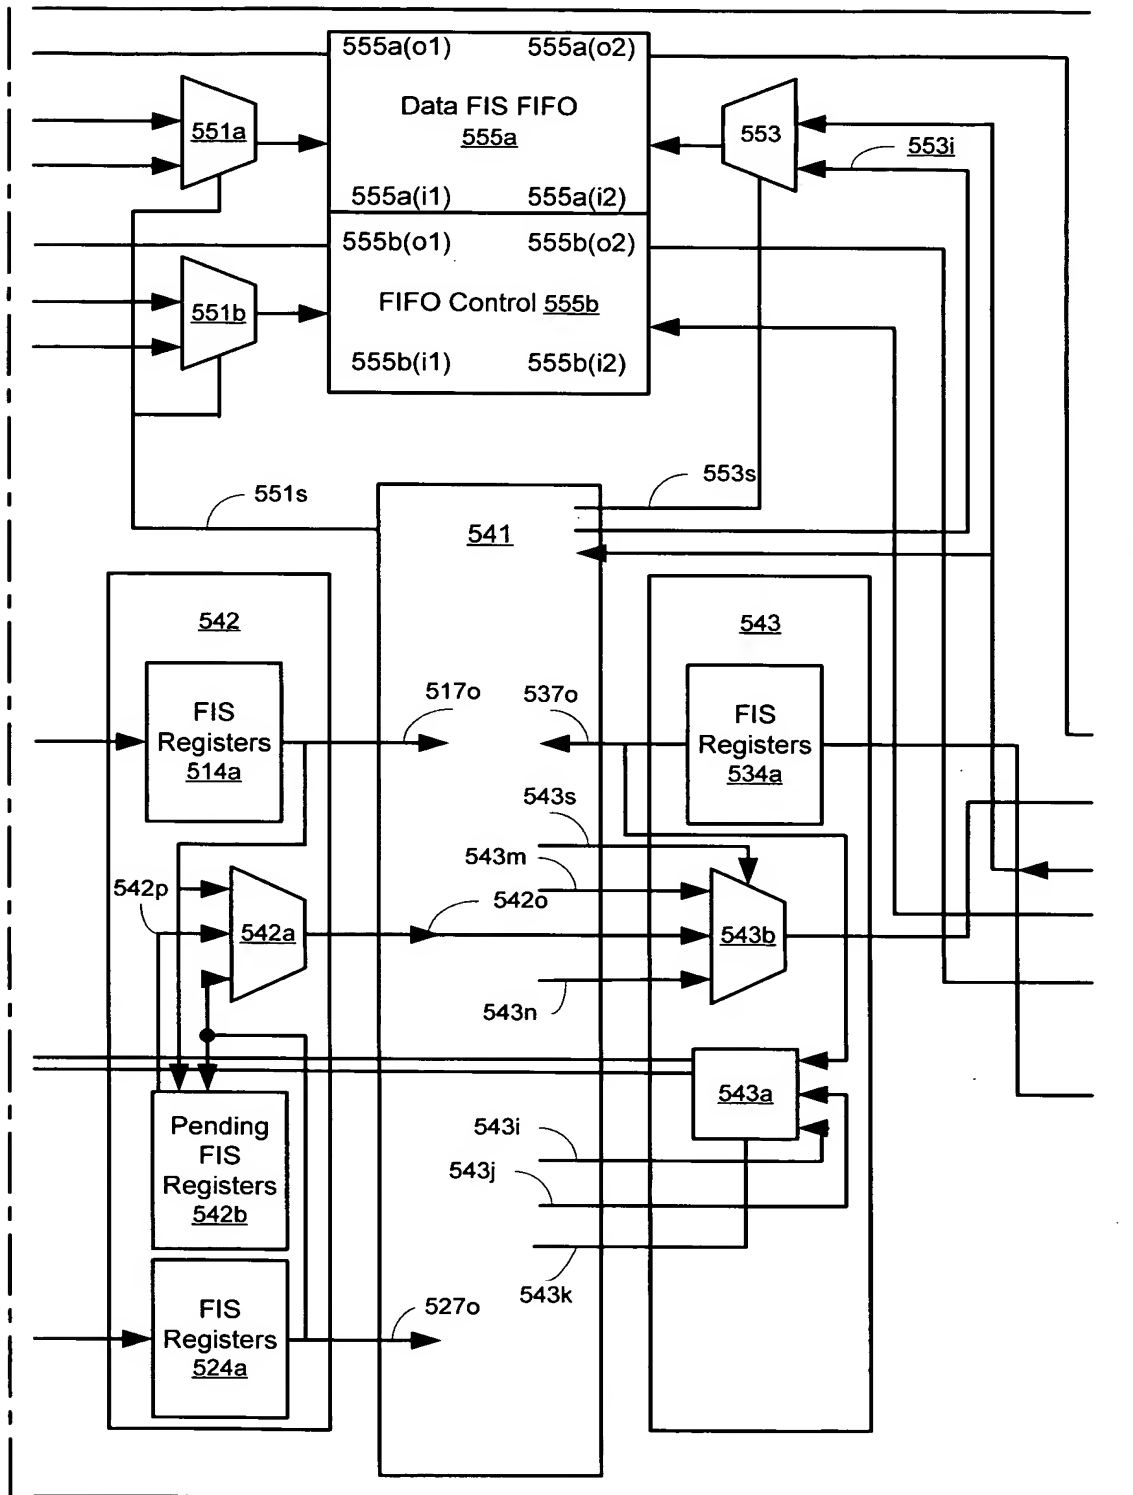 555a(o1) 555a(o2)
Data FIS FIFO
555a
551a
553
553i
555a(i1) 555a(i2)
555b(o1) 555b(o2)
FIFO Control 555b
551b
555b(i1) 555b(i2)
551s
553s
541
542
543
517o
537o
FIS
Registers
514a
FIS
Registers
534a
543s
543m
542p
542o
542a
543b
543n
543a
Pending
FIS
Registers
542b
543i
543j
543k
527o
FIS
Registers
524a